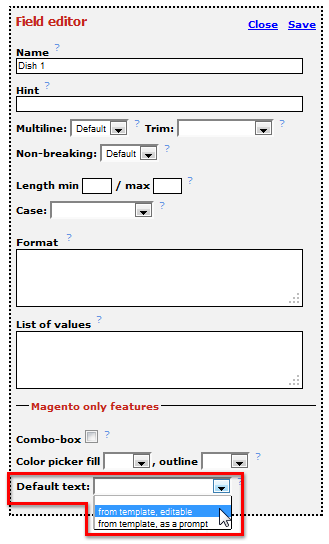 Field editor Close Save
Name ?
Dish 1
Hint ?
Multiline: Default ? Trim: ?
Non-breaking: Default ?
Length min / max ?
Case: ?
Format ?
List of values ?
Magento only features
Combo-box ?
Color picker fill , outline ?
Default text: ?
from template, editable
from template, as a prompt